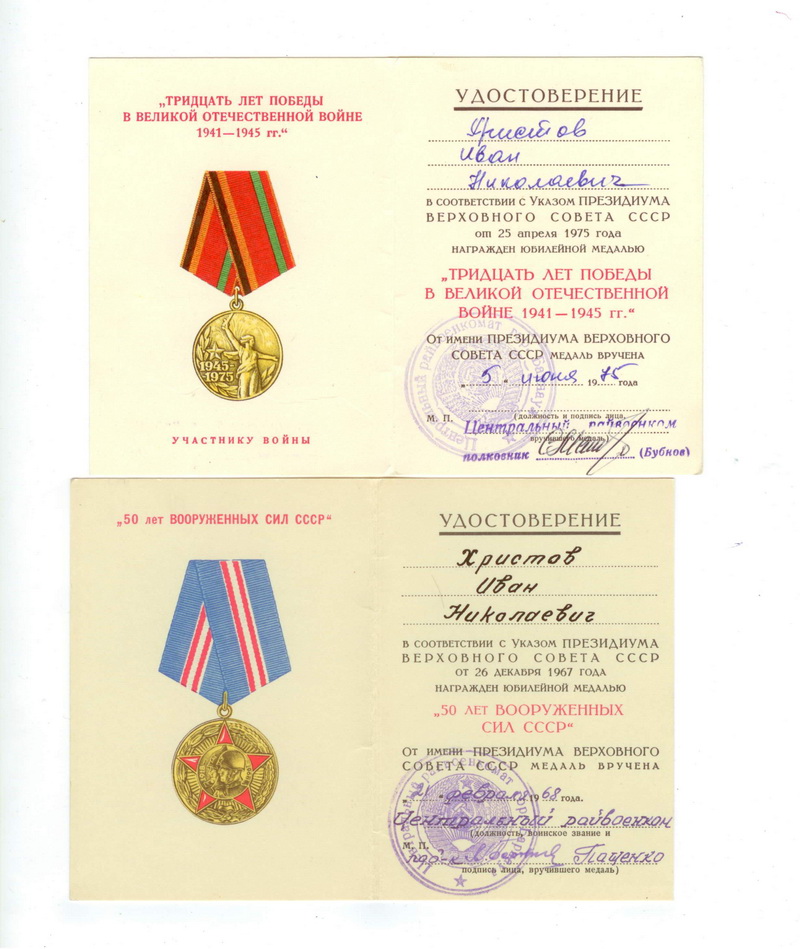 „ТРИДЦАТЬ ЛЕТ ПОБЕДЫ
В ВЕЛИКОЙ ОТЕЧЕСТВЕННОЙ ВОЙНЕ
1941—1945 гг.“
1945
1975
УЧАСТНИКУ ВОЙНЫ
УДОСТОВЕРЕНИЕ
Христов
Иван
Николаевич
В СООТВЕТСТВИИ С УКАЗОМ ПРЕЗИДИУМА
ВЕРХОВНОГО СОВЕТА СССР
от 25 апреля 1975 года
НАГРАЖДЕН ЮБИЛЕЙНОЙ МЕДАЛЬЮ
„ТРИДЦАТЬ ЛЕТ ПОБЕДЫ
В ВЕЛИКОЙ ОТЕЧЕСТВЕННОЙ
ВОЙНЕ 1941—1945 гг.“
ОТ ИМЕНИ ПРЕЗИДИУМА ВЕРХОВНОГО
СОВЕТА СССР МЕДАЛЬ ВРУЧЕНА
„5“ июня 1975 года
М. П.
(должность и подпись лица,
Центральный райвоенком
вручившего медаль)
полковник (Бубнов)
„50 лет ВООРУЖЕННЫХ СИЛ СССР“
УДОСТОВЕРЕНИЕ
Христов
Иван
Николаевич
В СООТВЕТСТВИИ С УКАЗОМ ПРЕЗИДИУМА
ВЕРХОВНОГО СОВЕТА СССР
ОТ 26 ДЕКАБРЯ 1967 ГОДА
НАГРАЖДЕН ЮБИЛЕЙНОЙ МЕДАЛЬЮ
„50 ЛЕТ ВООРУЖЕННЫХ
СИЛ СССР“
ОТ ИМЕНИ ПРЕЗИДИУМА ВЕРХОВНОГО
СОВЕТА СССР МЕДАЛЬ ВРУЧЕНА
февраля 1968 года.
Центральный райвоенком
(должность, воинское звание и
М. П.
Пащенко
подпись лица, вручившего медаль)